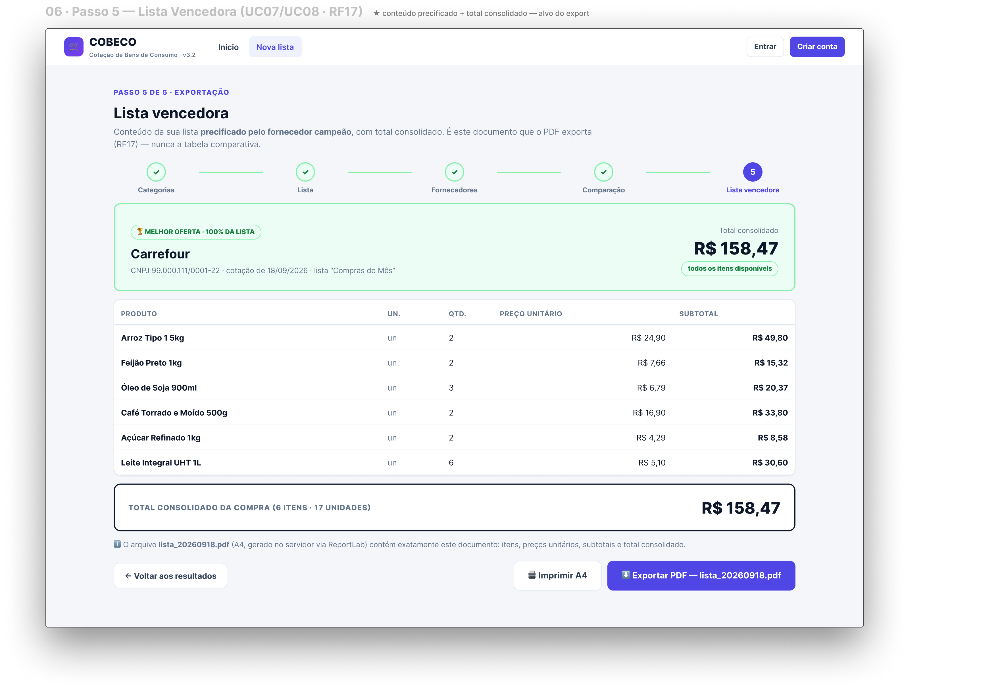 06 · Passo 5 — Lista Vencedora (UC07/UC08 · RF17) ★ conteúdo precificado + total consolidado — alvo do export
COBECO
Cotação de Bens de Consumo · v3.2
Início
Nova lista
Entrar
Criar conta
PASSO 5 DE 5 · EXPORTAÇÃO
Lista vencedora
Conteúdo da sua lista precificado pelo fornecedor campeão, com total consolidado. É este documento que o PDF exporta
(RF17) — nunca a tabela comparativa.
5
Categorias Lista Fornecedores Comparação Lista vencedora
MELHOR OFERTA · 100% DA LISTA
Carrefour
CNPJ 99.000.111/0001-22 · cotação de 18/09/2026 · lista “Compras do Mês”
Total consolidado
R$ 158,47
todos os itens disponíveis
PRODUTO UN. QTD. PREÇO UNITÁRIO SUBTOTAL
Arroz Tipo 1 5kg un 2 R$ 24,90 R$ 49,80
Feijão Preto 1kg un 2 R$ 7,66 R$ 15,32
Óleo de Soja 900ml un 3 R$ 6,79 R$ 20,37
Café Torrado e Moído 500g un 2 R$ 16,90 R$ 33,80
Açúcar Refinado 1kg un 2 R$ 4,29 R$ 8,58
Leite Integral UHT 1L un 6 R$ 5,10 R$ 30,60
TOTAL CONSOLIDADO DA COMPRA (6 ITENS · 17 UNIDADES) R$ 158,47
O arquivo lista_20260918.pdf (A4, gerado no servidor via ReportLab) contém exatamente este documento: itens, preços unitários, subtotais e total consolidado.
← Voltar aos resultados
Imprimir A4
Exportar PDF — lista_20260918.pdf